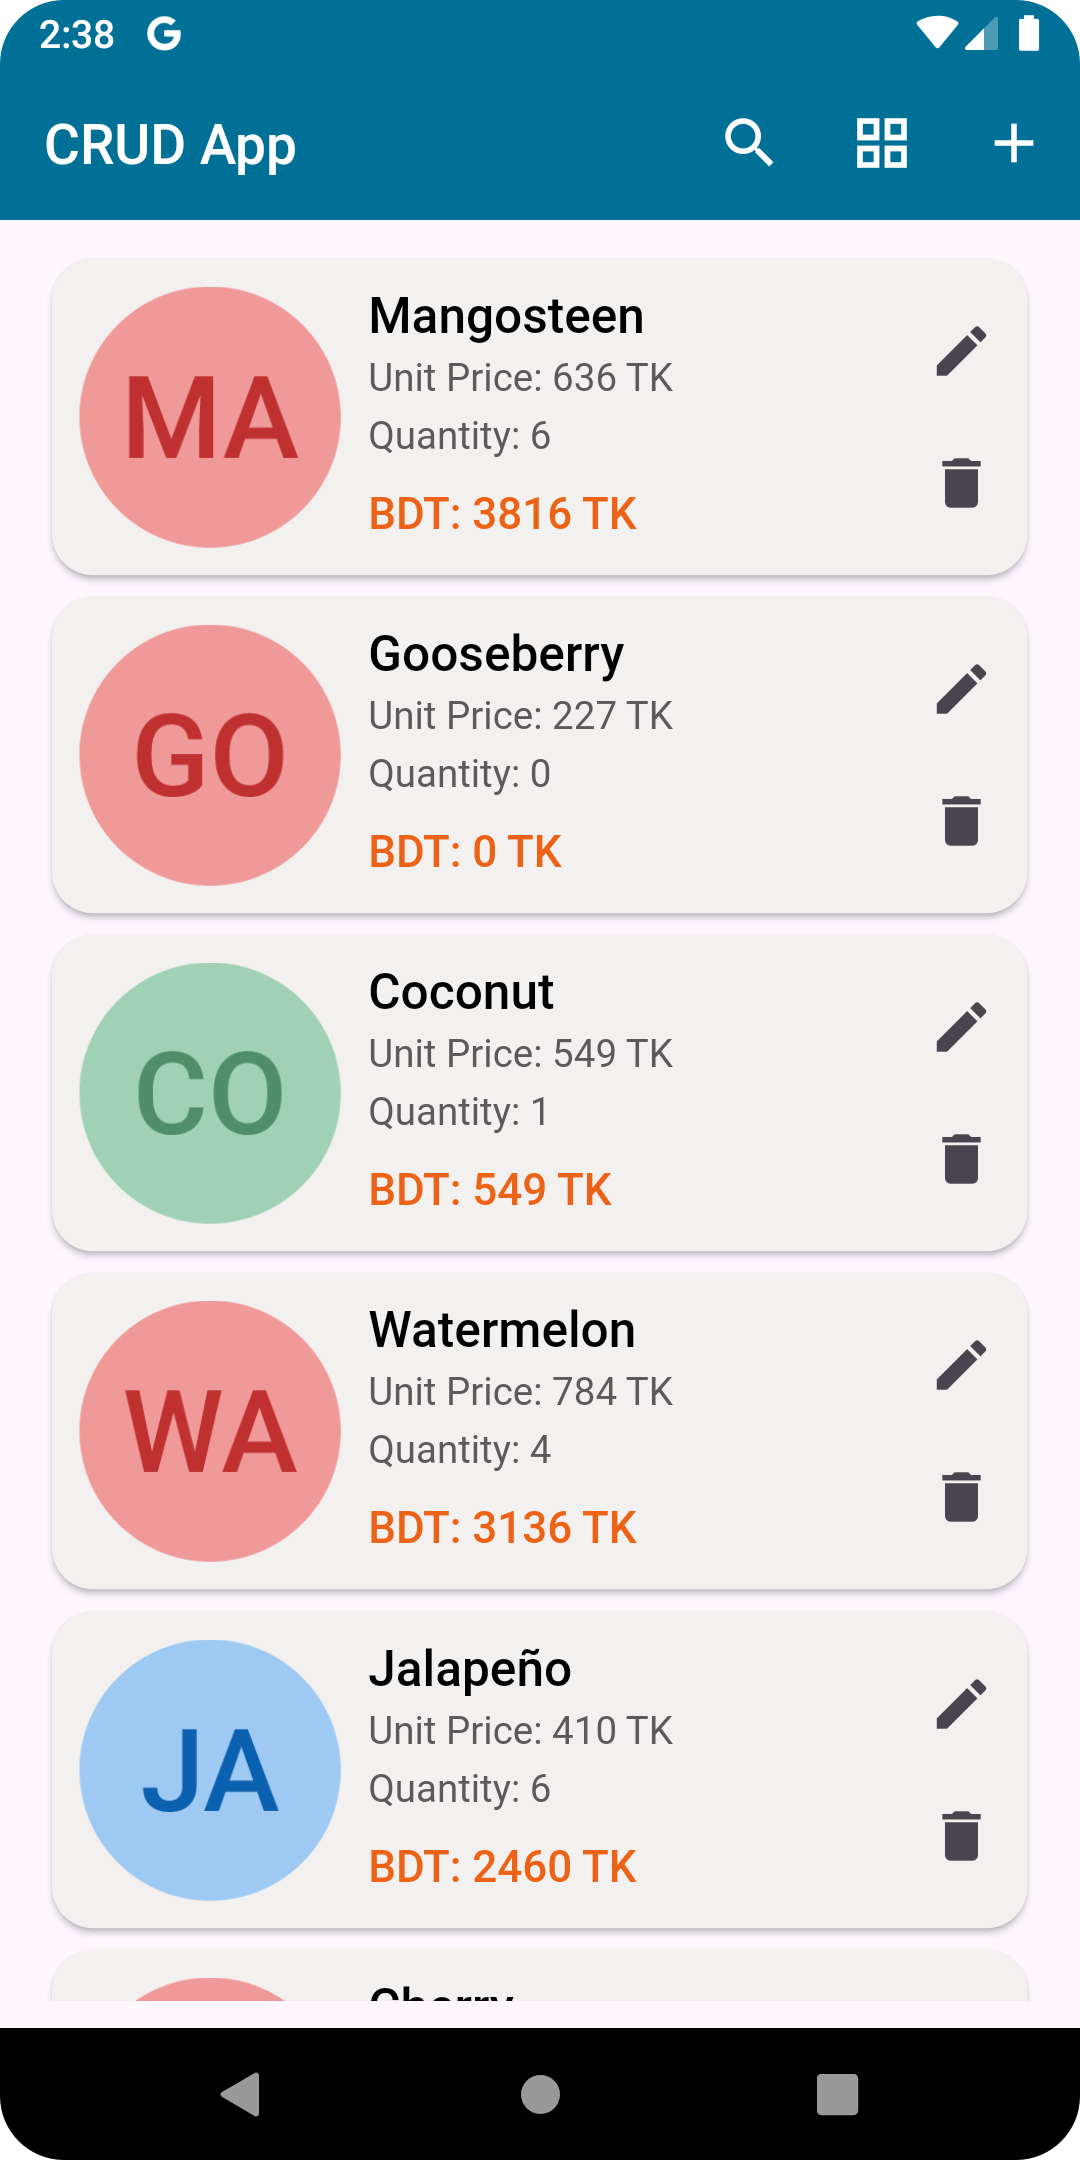 2:38 G
CRUD App
MA
Mangosteen
Unit Price: 636 TK
Quantity: 6
BDT: 3816 TK
GO
Gooseberry
Unit Price: 227 TK
Quantity: 0
BDT: 0 TK
CO
Coconut
Unit Price: 549 TK
Quantity: 1
BDT: 549 TK
WA
Watermelon
Unit Price: 784 TK
Quantity: 4
BDT: 3136 TK
JA
Jalapeño
Unit Price: 410 TK
Quantity: 6
BDT: 2460 TK
Cherry